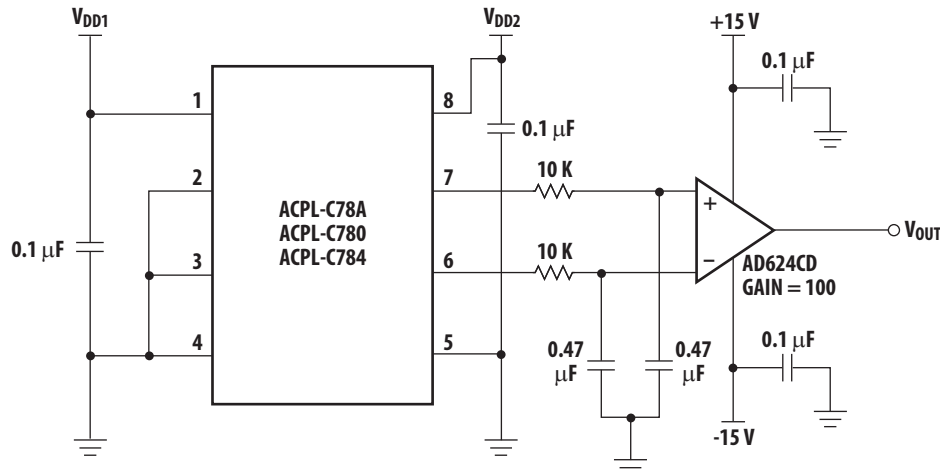 VDD1
VDD2
+15 V
0.1 μF
1
8
0.1 μF
2
7
10 K
ACPL-C78A
ACPL-C780
ACPL-C784
+
VOUT
0.1 μF
3
6
10 K
−
AD624CD
GAIN = 100
4
5
0.47 μF
0.47 μF
0.1 μF
-15 V